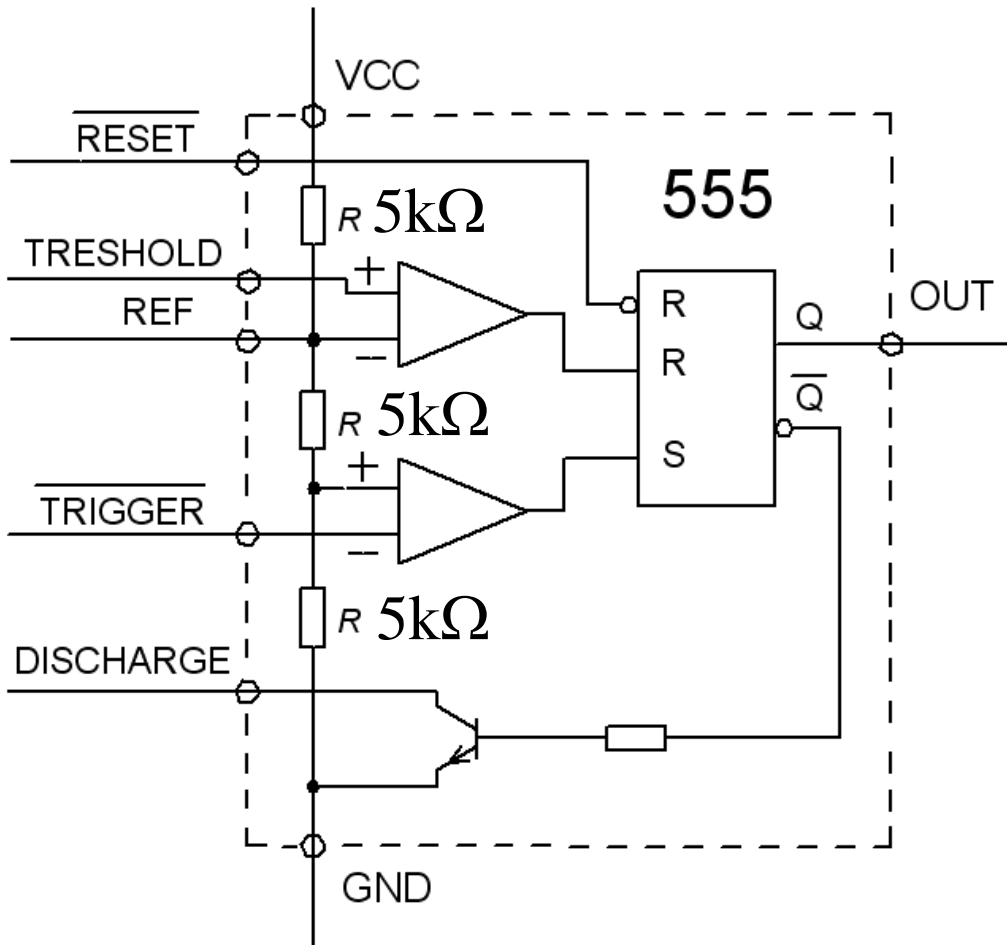 VCC
RESET
555
R 5kΩ
TRESHOLD
+
REF
--
R
R
S
Q
Q
OUT
R 5kΩ
+
TRIGGER
--
R 5kΩ
DISCHARGE
GND